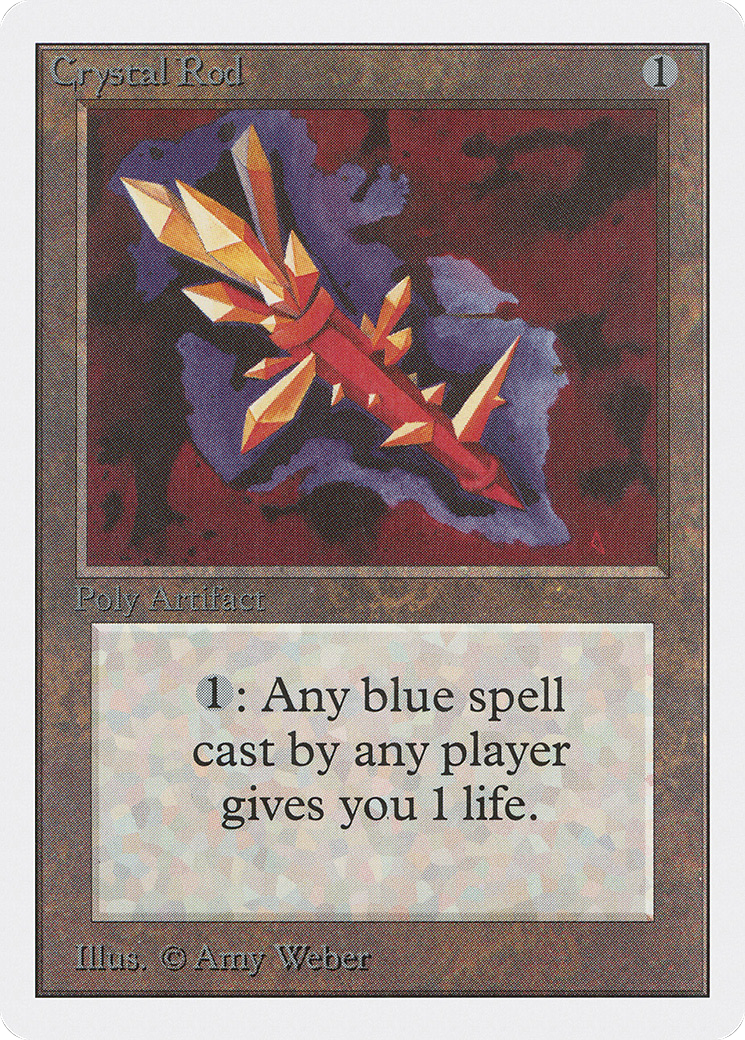 Crystal Rod 1
Poly Artifact
1: Any blue spell
cast by any player
gives you 1 life.
Illus. © Amy Weber